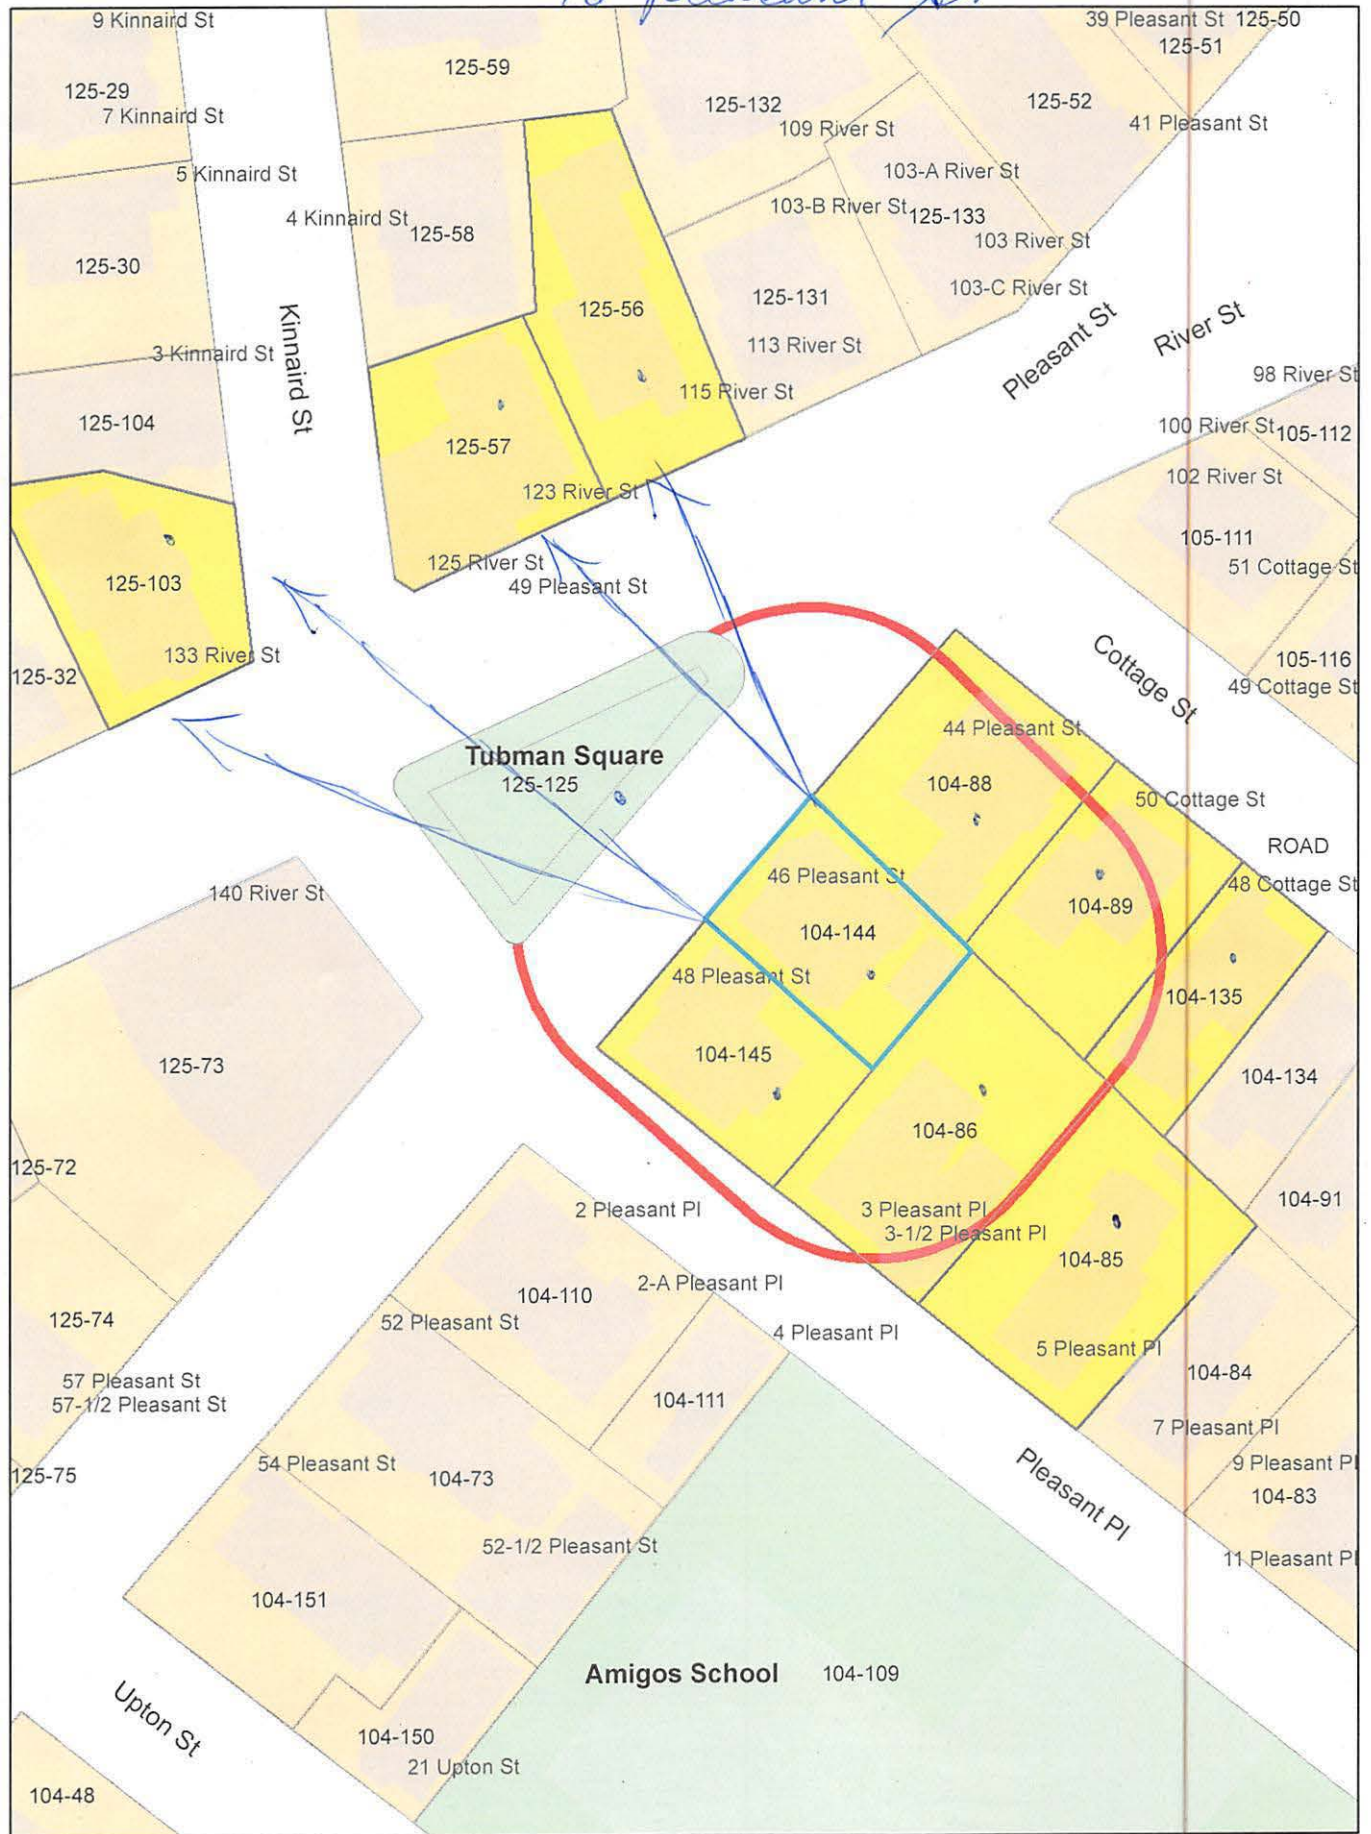 Pleasant St.
9 Kinnaird St
39 Pleasant St 125-50
125-51
125-59
125-29
125-132
125-52
7 Kinnaird St
109 River St
41 Pleasant St
5 Kinnaird St
103-A River St
4 Kinnaird St
125-58
103-B River St
125-133
103 River St
125-30
103-C River St
125-131
125-56
Kinnaird St
Pleasant St
River St
3 Kinnaird St
113 River St
98 River St
115 River St
125-104
100 River St
105-112
125-57
102 River St
123 River St
105-111
125 River St
51 Cottage St
125-103
49 Pleasant St
133 River St
105-116
125-32
Cottage St
49 Cottage St
44 Pleasant St
Tubman Square
125-125
104-88
50 Cottage St
ROAD
46 Pleasant St
48 Cottage St
140 River St
104-89
104-144
48 Pleasant St
104-135
104-145
125-73
104-134
104-86
125-72
104-91
2 Pleasant Pl
3 Pleasant Pl
3-1/2 Pleasant Pl
104-85
2-A Pleasant Pl
104-110
125-74
52 Pleasant St
4 Pleasant Pl
5 Pleasant Pl
104-84
57 Pleasant St
57-1/2 Pleasant St
104-111
7 Pleasant Pl
54 Pleasant St
9 Pleasant Pl
125-75
104-73
104-83
Pleasant Pl
52-1/2 Pleasant St
11 Pleasant Pl
104-151
Amigos School
104-109
Upton St
104-150
21 Upton St
104-48